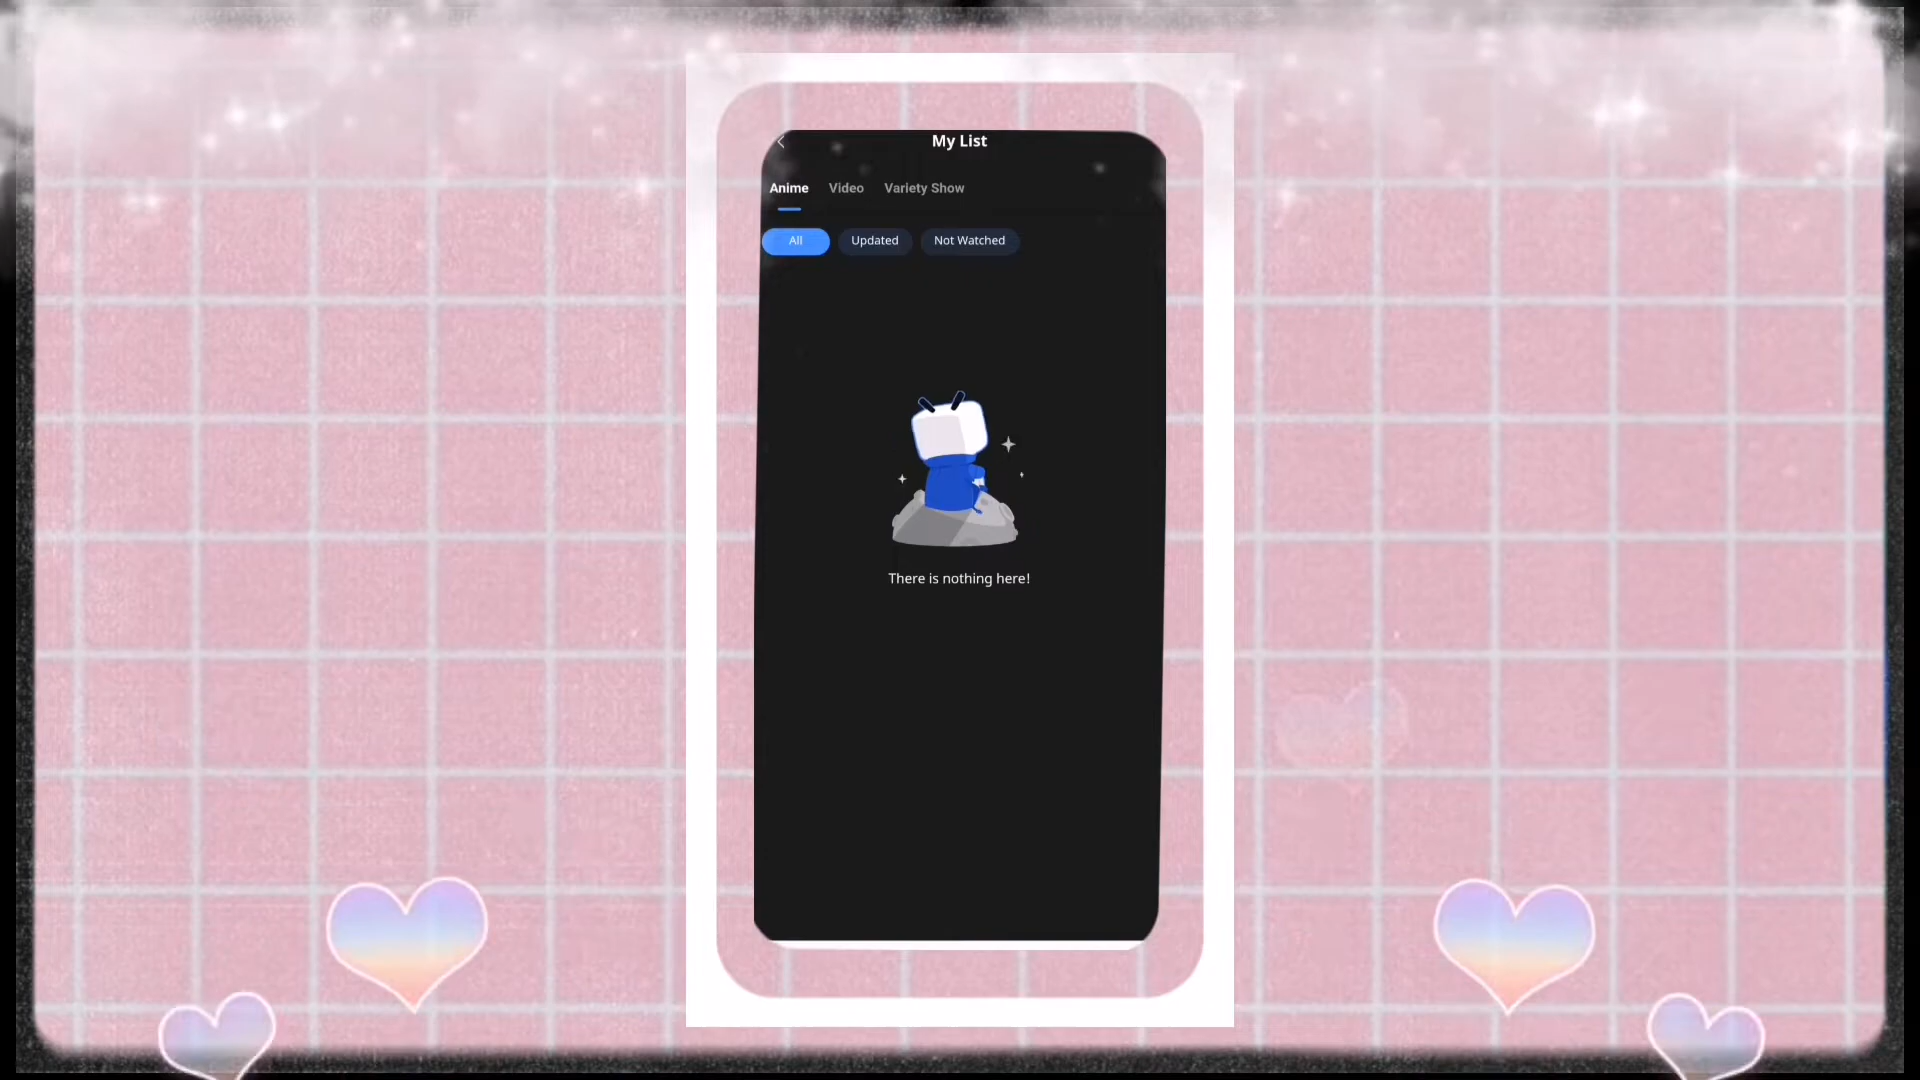 My List
Anime Video Variety Show
All Updated Not Watched
There is nothing here!